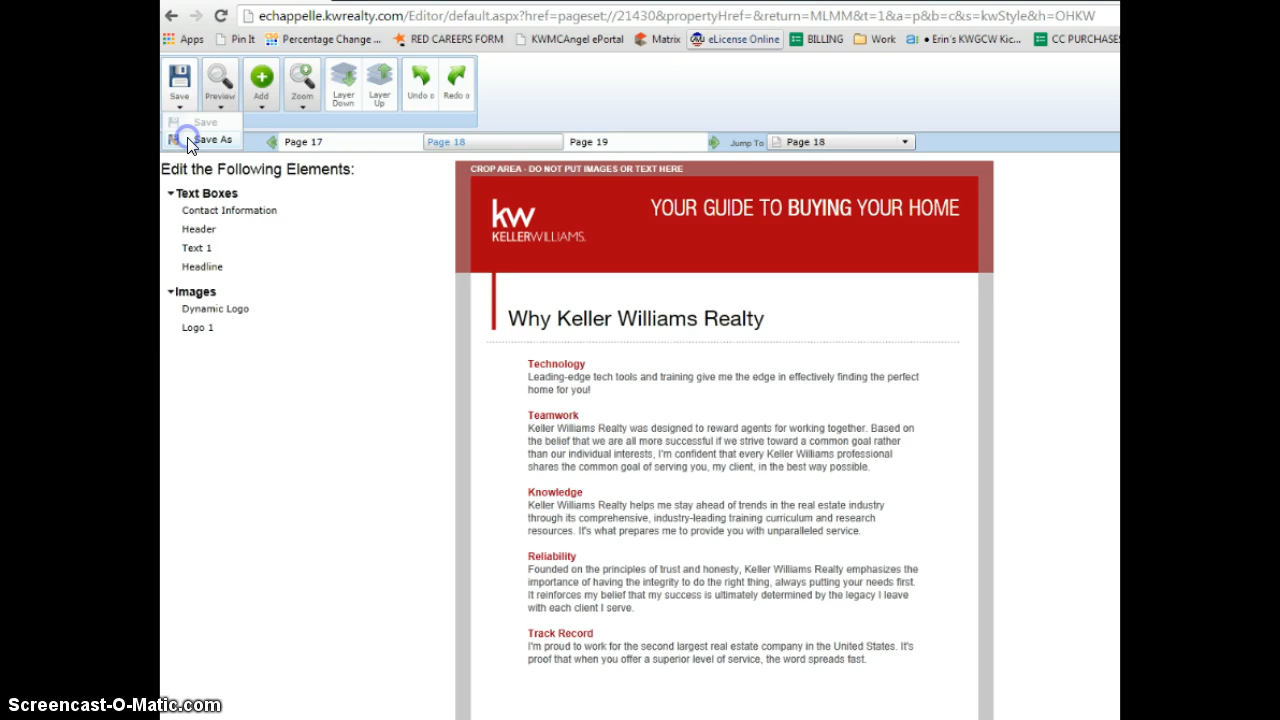 echappelle.kwrealty.com/Editor/default.aspx?href=pageset://21430&propertyHref=&return=MLMM&t=1&a=p&b=c&s=kwStyle&h=OHKW
Apps Pin It Percentage Change ... RED CAREERS FORM KWMCAngel ePortal Matrix eLicense Online BILLING Work a: • Erin's KWGCW Kic... CC PURCHASES
Save Preview Add Zoom Layer Down Layer Up Undo 0 Redo 0
Save
Save As
Page 17 Page 18 Page 19 Jump To Page 18
Edit the Following Elements:
Text Boxes
Contact Information
Header
Text 1
Headline
Images
Dynamic Logo
Logo 1
CROP AREA - DO NOT PUT IMAGES OR TEXT HERE
kw
KELLERWILLIAMS.
YOUR GUIDE TO BUYING YOUR HOME
Why Keller Williams Realty
Technology
Leading-edge tech tools and training give me the edge in effectively finding the perfect
home for you!
Teamwork
Keller Williams Realty was designed to reward agents for working together. Based on
the belief that we are all more successful if we strive toward a common goal rather
than our individual interests, I'm confident that every Keller Williams professional
shares the common goal of serving you, my client, in the best way possible.
Knowledge
Keller Williams Realty helps me stay ahead of trends in the real estate industry
through its comprehensive, industry-leading training curriculum and research
resources. It's what prepares me to provide you with unparalleled service.
Reliability
Founded on the principles of trust and honesty, Keller Williams Realty emphasizes the
importance of having the integrity to do the right thing, always putting your needs first.
It reinforces my belief that my success is ultimately determined by the legacy I leave
with each client I serve.
Track Record
I'm proud to work for the second largest real estate company in the United States. It's
proof that when you offer a superior level of service, the word spreads fast.
Screencast-O-Matic.com